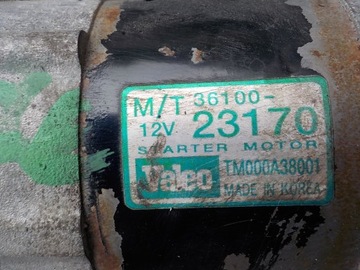 M/T 36100-
12V 23170
STARTER MOTOR
Valeo TM000A38001
MADE IN KOREA